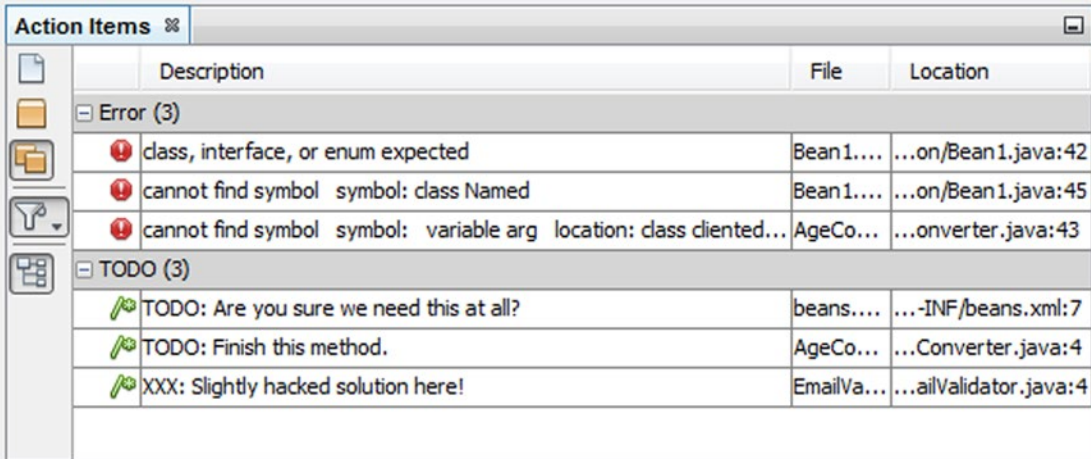 Action Items
Description File Location
Error (3)
class, interface, or enum expected Bean1.... ...on/Bean1.java:42
cannot find symbol symbol: class Named Bean1.... ...on/Bean1.java:45
cannot find symbol symbol: variable arg location: class cliented... AgeCo... ...onverter.java:43
TODO (3)
TODO: Are you sure we need this at all? beans.... ...-INF/beans.xml:7
TODO: Finish this method. AgeCo... ...Converter.java:4
XXX: Slightly hacked solution here! EmailVa... ...ailValidator.java:4